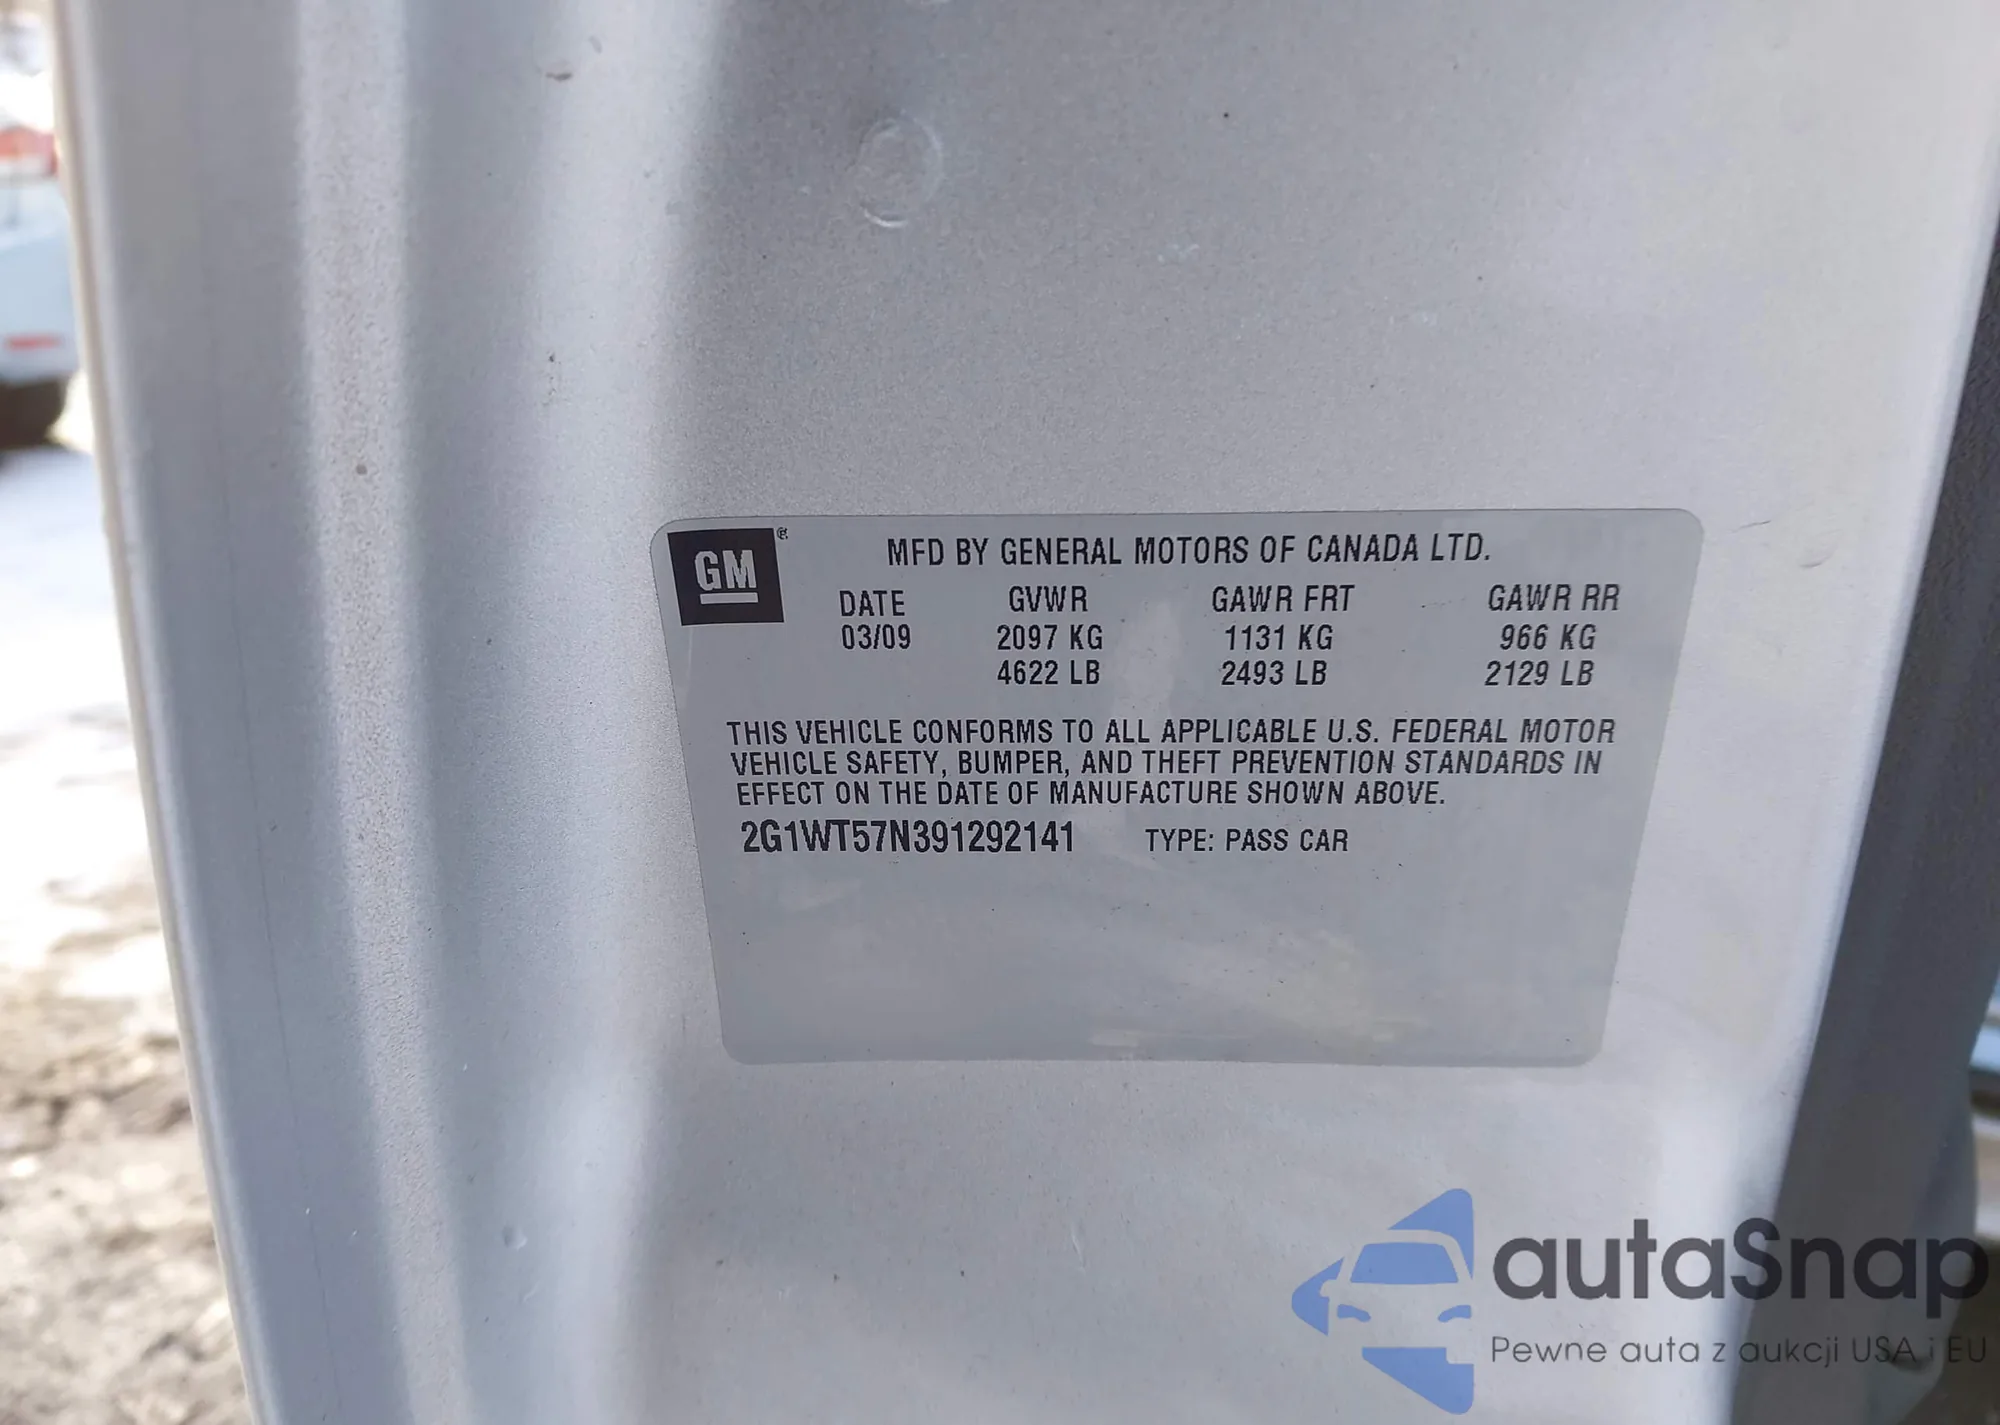 GM®
MFD BY GENERAL MOTORS OF CANADA LTD.
DATE GVWR GAWR FRT GAWR RR
03/09 2097 KG 1131 KG 966 KG
4622 LB 2493 LB 2129 LB
THIS VEHICLE CONFORMS TO ALL APPLICABLE U.S. FEDERAL MOTOR
VEHICLE SAFETY, BUMPER, AND THEFT PREVENTION STANDARDS IN
EFFECT ON THE DATE OF MANUFACTURE SHOWN ABOVE.
2G1WT57N391292141 TYPE: PASS CAR
autaSnap
Pewne auta z aukcji USA i EU